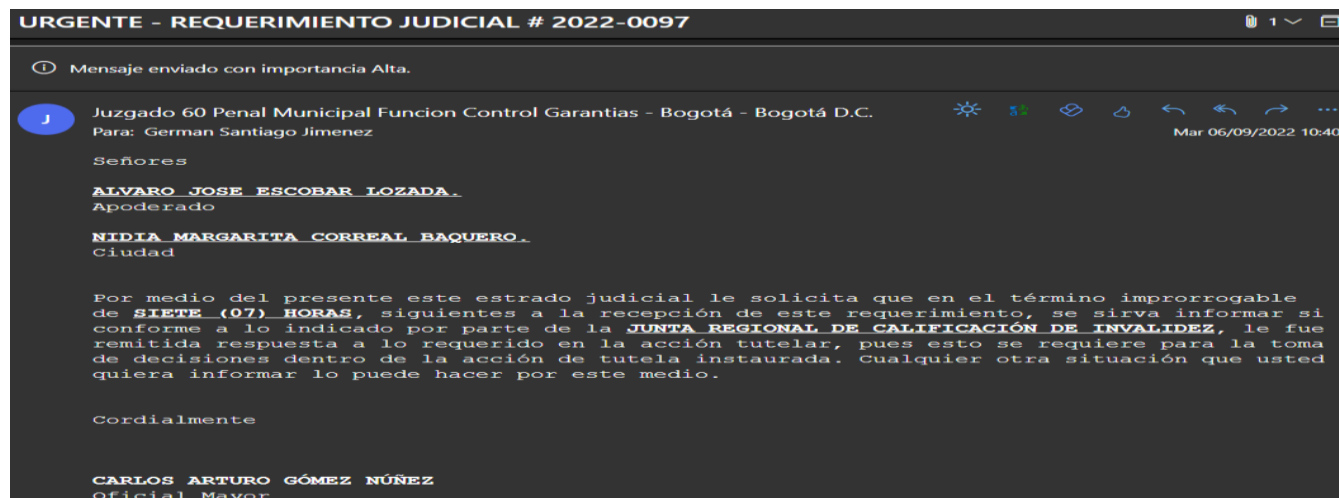 URGENTE - REQUERIMIENTO JUDICIAL # 2022-0097
1
Mensaje enviado con importancia Alta.
J
Juzgado 60 Penal Municipal Funcion Control Garantias - Bogotá - Bogotá D.C.
Para: German Santiago Jimenez
Mar 06/09/2022 10:40
Señores
ALVARO JOSE ESCOBAR LOZADA.
Apoderado
NIDIA MARGARITA CORREAL BAQUERO.
Ciudad
Por medio del presente este estrado judicial le solicita que en el término improrrogable
de SIETE (07) HORAS, siguientes a la recepción de este requerimiento, se sirva informar si
conforme a lo indicado por parte de la JUNTA REGIONAL DE CALIFICACIÓN DE INVALIDEZ, le fue
remitida respuesta a lo requerido en la acción tutelar, pues esto se requiere para la toma
de decisiones dentro de la acción de tutela instaurada. Cualquier otra situación que usted
quiera informar lo puede hacer por este medio.
Cordialmente
CARLOS ARTURO GÓMEZ NÚÑEZ
Oficial Mayor